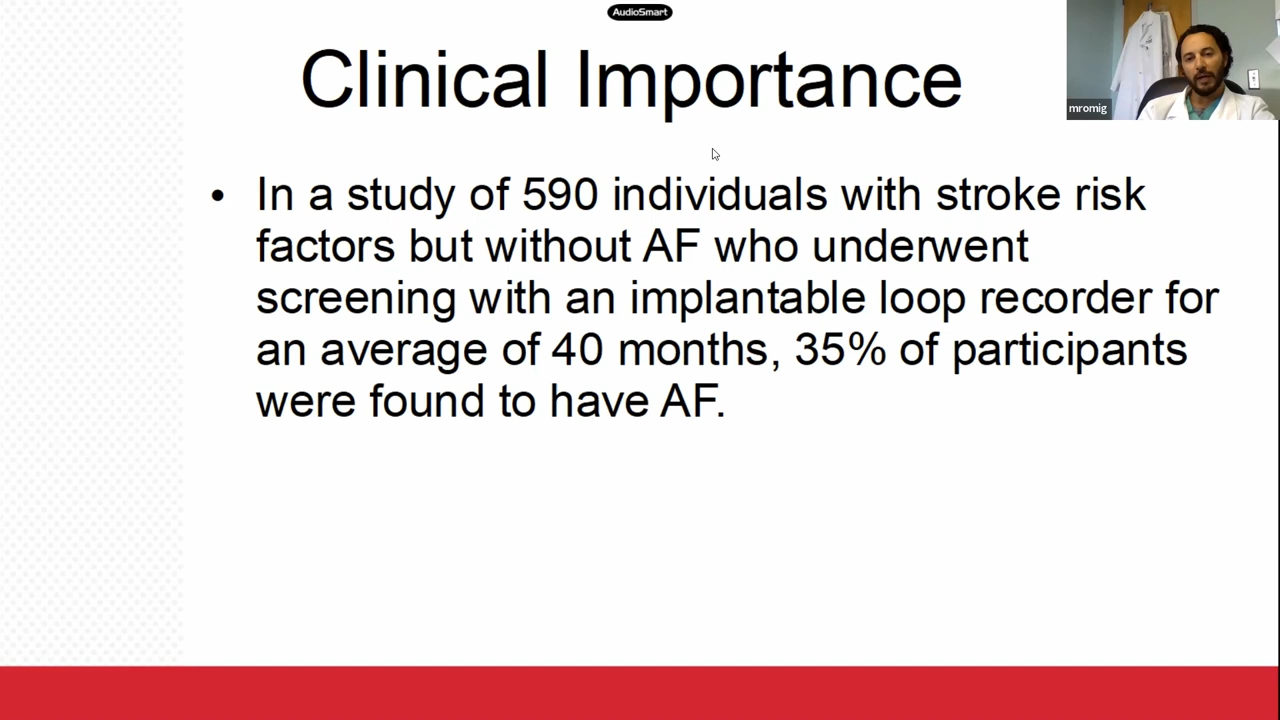 AudioSmart
Clinical Importance
mromig
• In a study of 590 individuals with stroke risk
factors but without AF who underwent
screening with an implantable loop recorder for
an average of 40 months, 35% of participants
were found to have AF.